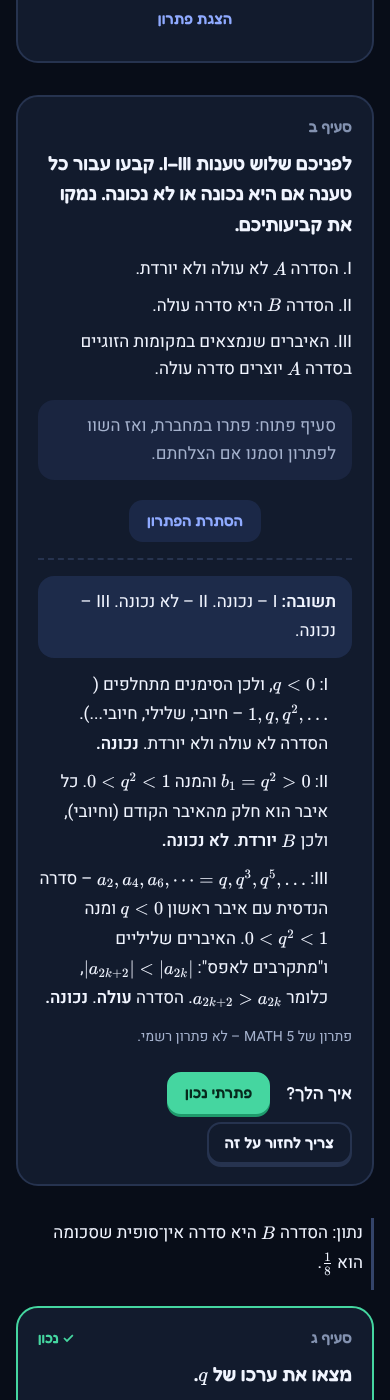 הצגת פתרון
סעיף ב
לפניכם שלוש טענות I–III. קבעו עבור כל
טענה אם היא נכונה או לא נכונה. נמקו
את קביעותיכם.
I. הסדרה A לא עולה ולא יורדת.
II. הסדרה B היא סדרה עולה.
III. האיברים שנמצאים במקומות הזוגיים
בסדרה A יוצרים סדרה עולה.
סעיף פתוח: פתרו במחברת, ואז השוו
לפתרון וסמנו אם הצלחתם.
הסתרת הפתרון
תשובה: I – נכונה. II – לא נכונה. III –
נכונה.
I: q < 0, ולכן הסימנים מתחלפים (
1, q, q², … – חיובי, שלילי, חיובי...).
הסדרה לא עולה ולא יורדת. נכונה.
II: b₁ = q² > 0 והמנה 0 < q² < 1. כל
איבר הוא חלק מהאיבר הקודם (וחיובי),
ולכן B יורדת. לא נכונה.
III: a₂, a₄, a₆, ⋯ = q, q³, q⁵, … – סדרה
הנדסית עם איבר ראשון q < 0 ומנה
0 < q² < 1. האיברים שליליים
ו"מתקרבים לאפס": |a₂ₖ₊₂| < |a₂ₖ|,
כלומר a₂ₖ₊₂ > a₂ₖ. הסדרה עולה. נכונה.
פתרון של MATH 5 – לא פתרון רשמי.
איך הלך? פתרתי נכון
צריך לחזור על זה
נתון: הסדרה B היא סדרה אין־סופית שסכומה
הוא 1/8.
סעיף ג ✓ נכון
מצאו את ערכו של q.